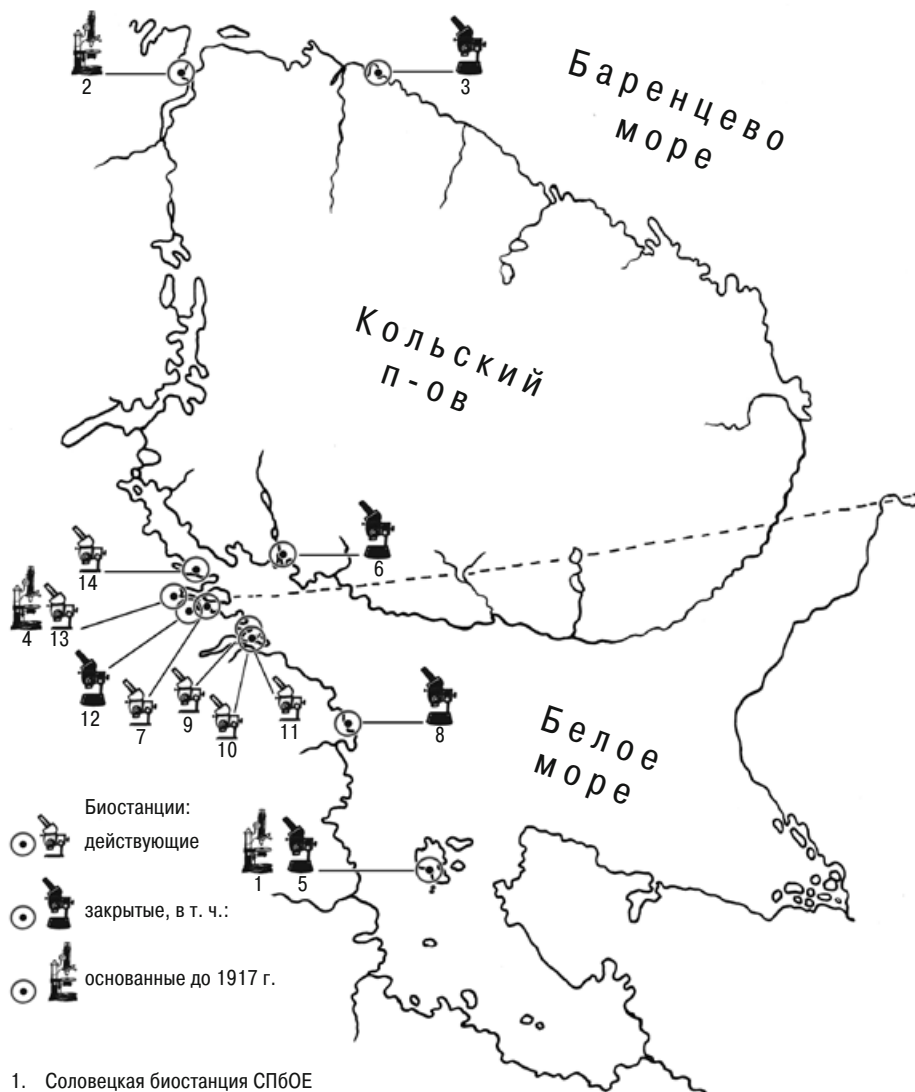 2
3
Баренцево
море
Кольский
п-ов
6
14
4 13
12
7
9
10
11
8
Белое
море
1 5
Биостанции:
действующие
закрытые, в т. ч.:
основанные до 1917 г.
1. Соловецкая биостанция СПбОЕ